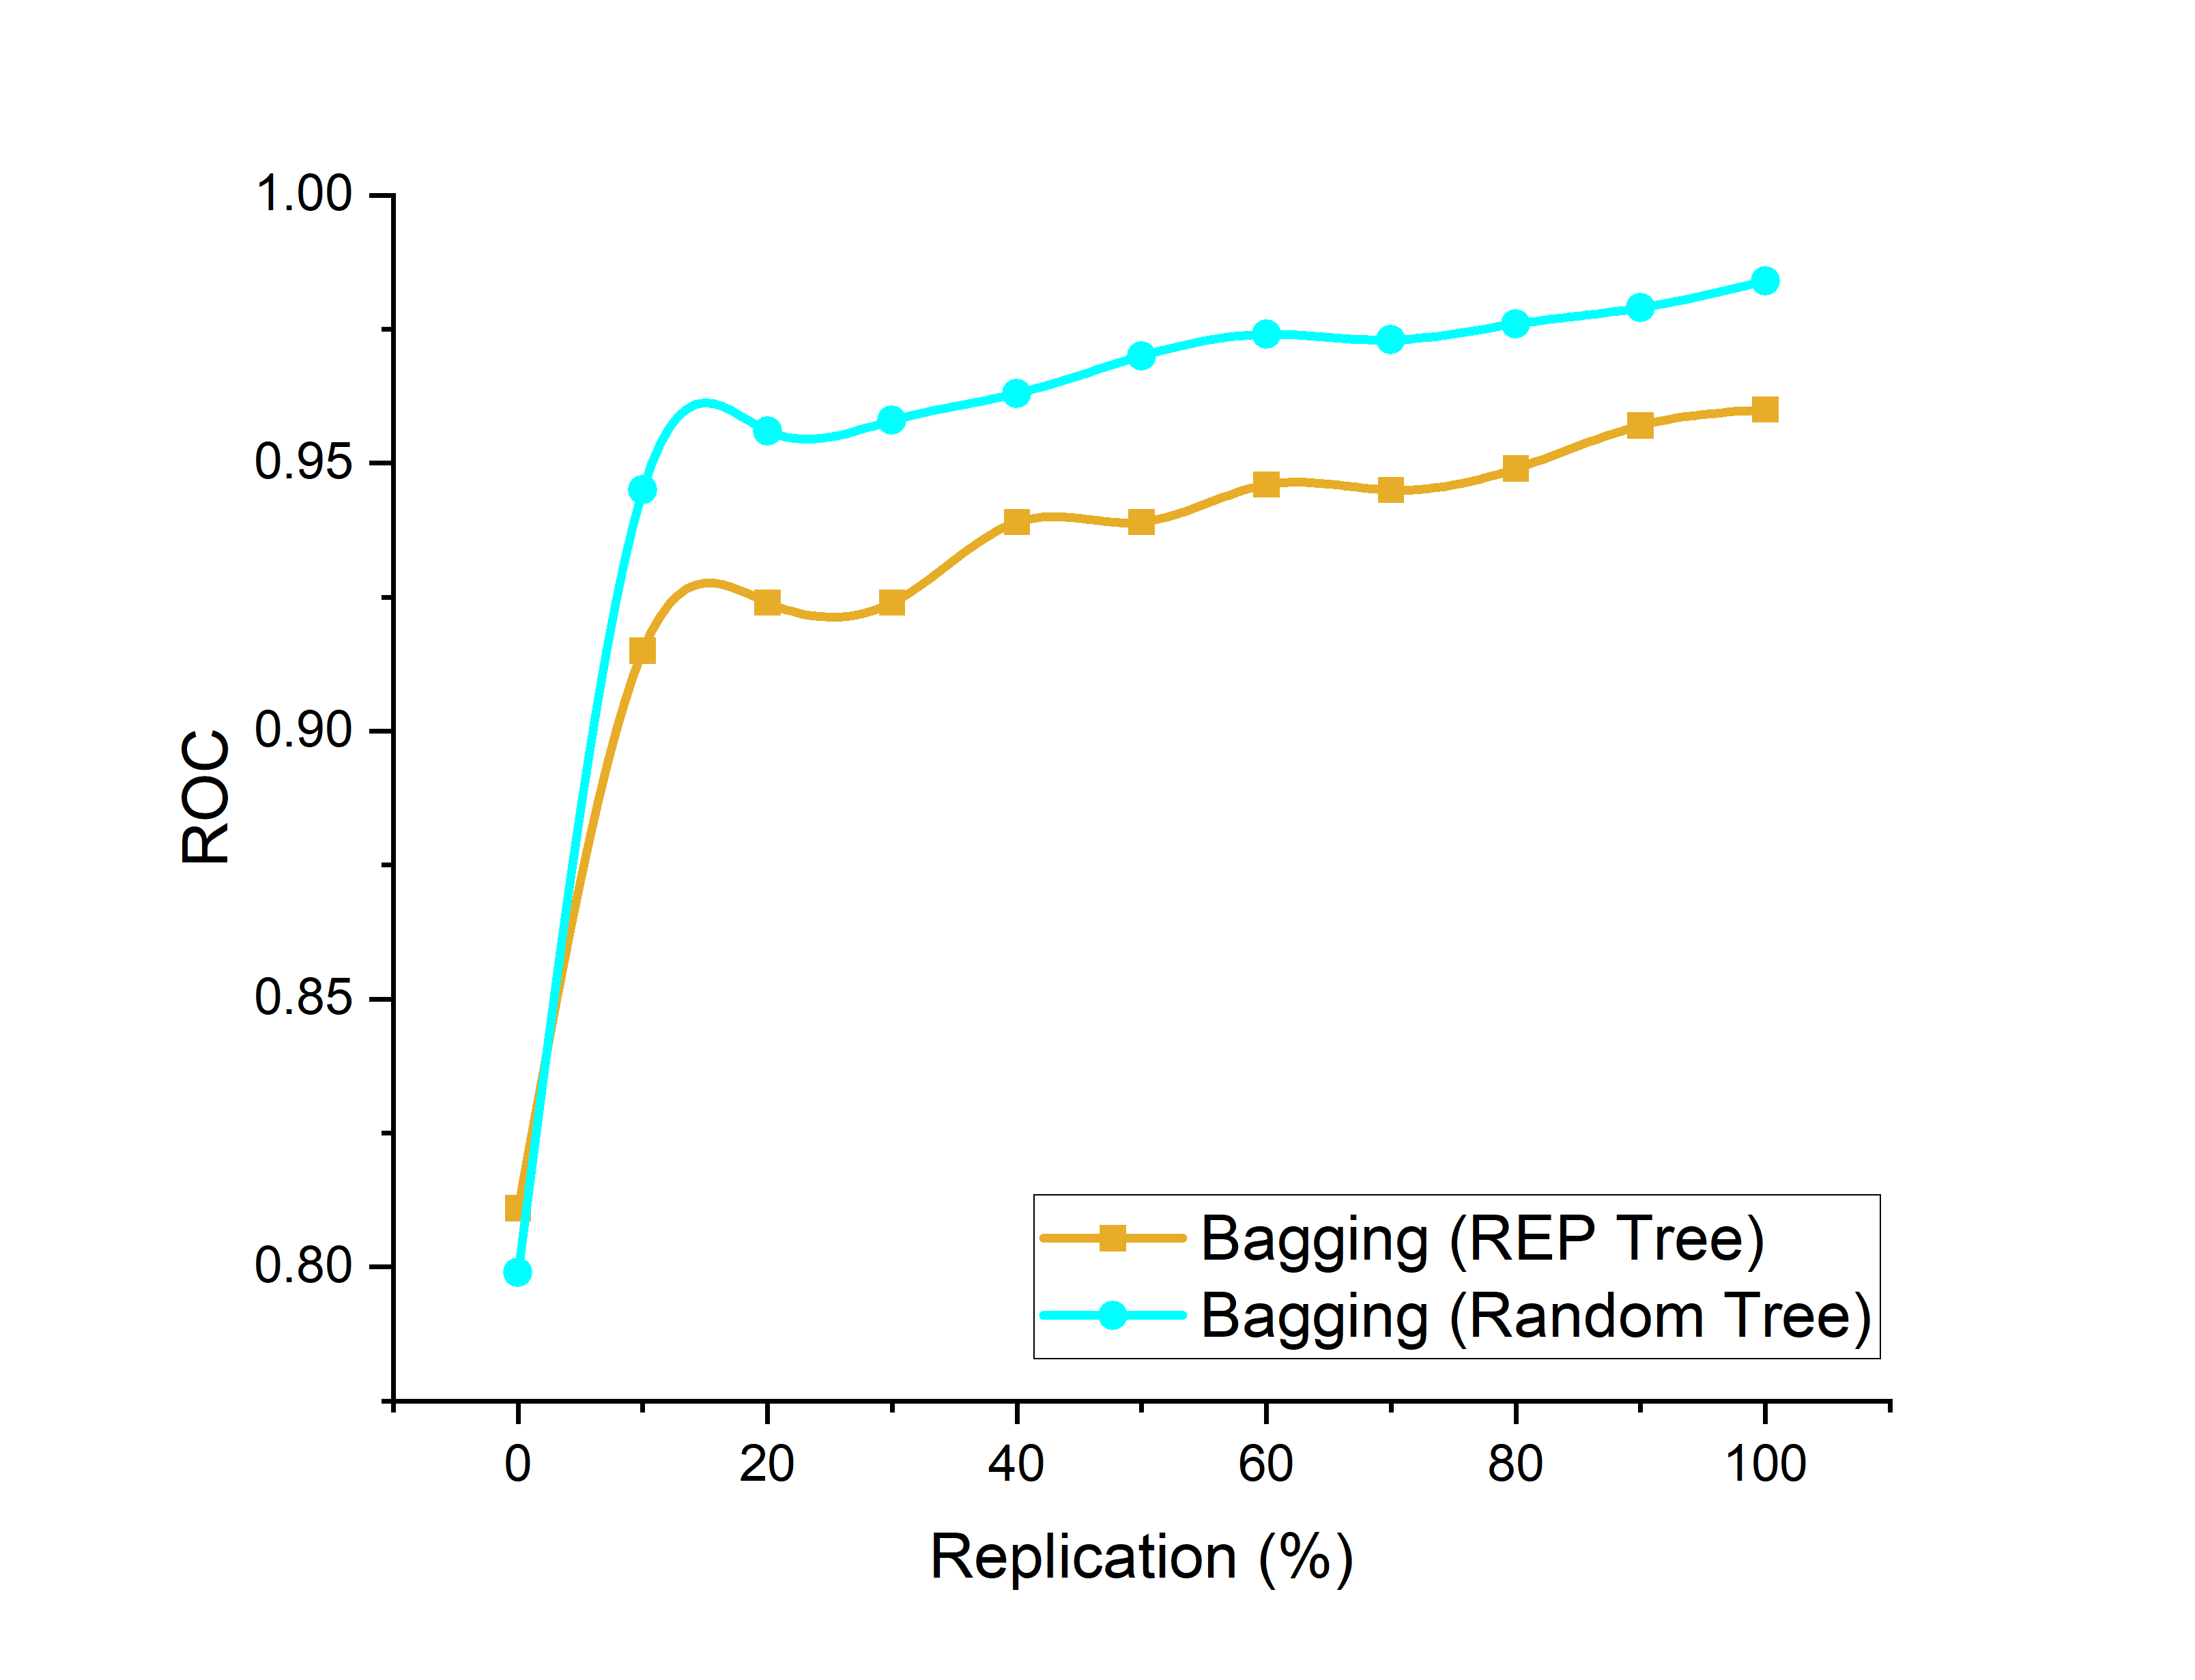 1.00
0.95
0.90
0.85
0.80
ROC
0 20 40 60 80 100
Replication (%)
Bagging (REP Tree)
Bagging (Random Tree)